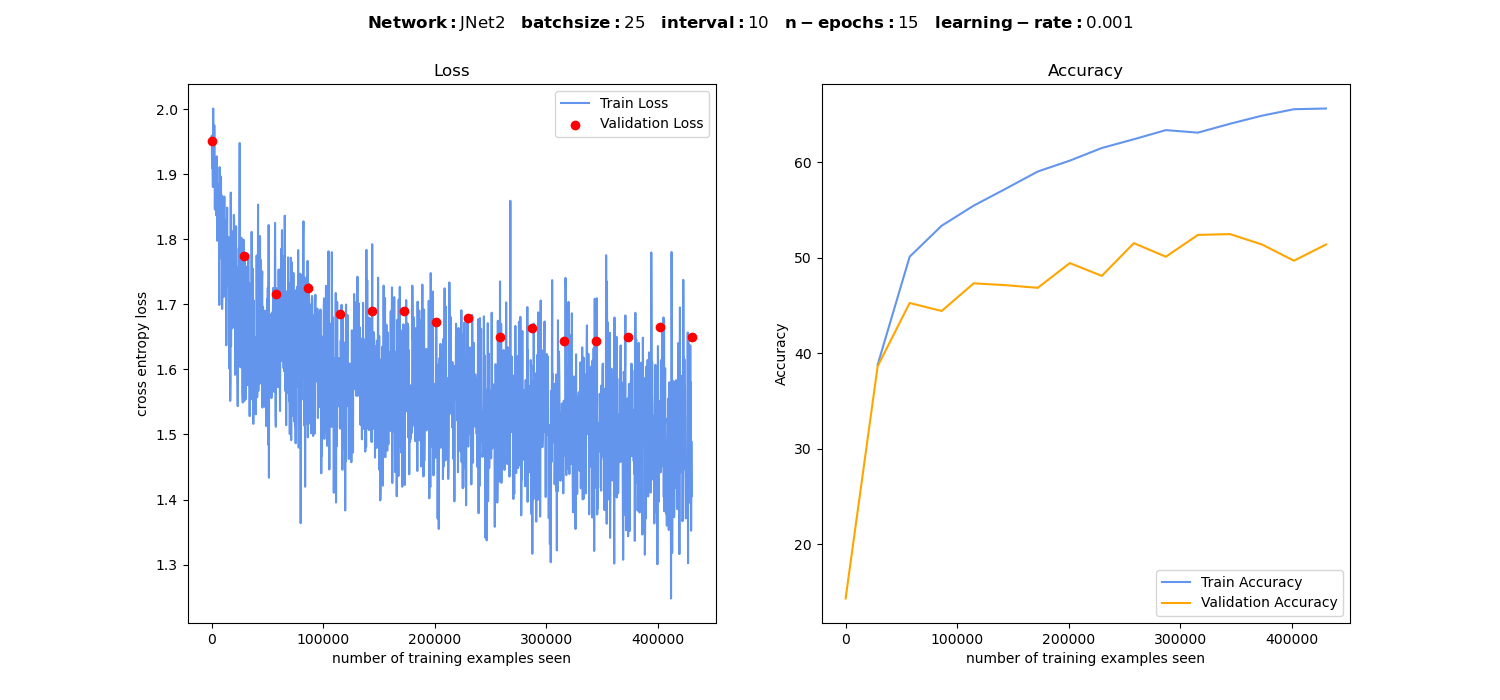 Network: JNet2 batchsize: 25 interval: 10 n−epochs: 15 learning−rate: 0.001
Loss
2.0
1.9
1.8
1.7
1.6
1.5
1.4
1.3
cross entropy loss
0 100000 200000 300000 400000
number of training examples seen
Train Loss
Validation Loss
Accuracy
60
50
40
30
20
Accuracy
0 100000 200000 300000 400000
number of training examples seen
Train Accuracy
Validation Accuracy